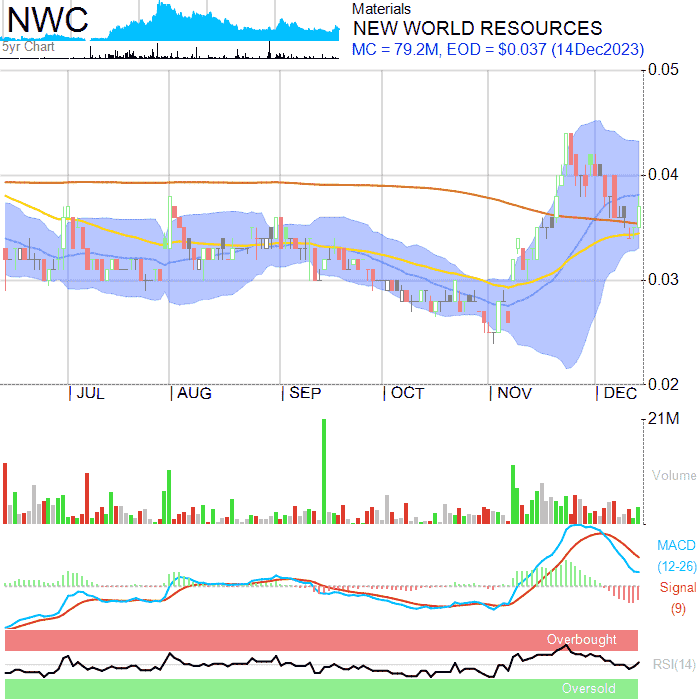 NWC
5yr Chart
Materials
NEW WORLD RESOURCES
MC = 79.2M, EOD = $0.037 (14Dec2023)
0.05
0.04
0.03
0.02
JUL AUG SEP OCT NOV DEC
21M
Volume
MACD
(12-26)
Signal
(9)
Overbought
RSI(14)
Oversold